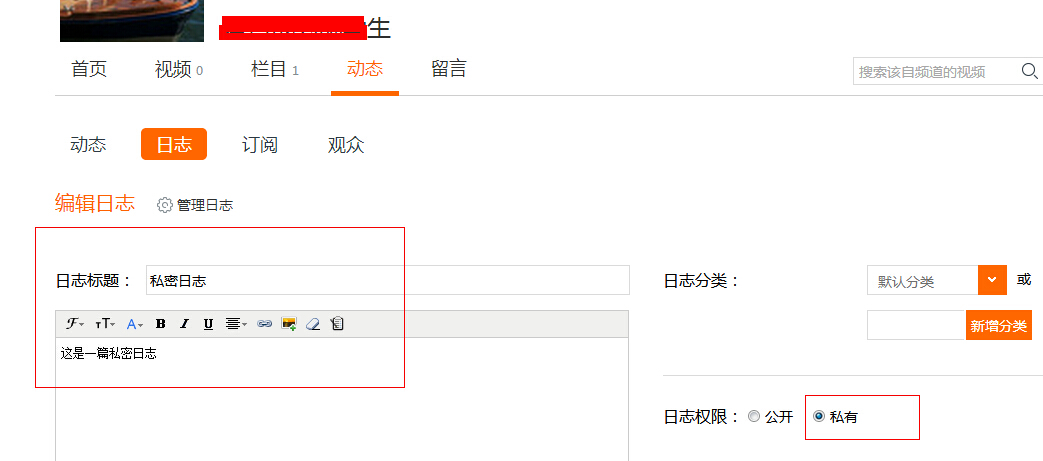 生
首页 视频 0 栏目 1 动态 留言 搜索该自频道的视频
动态 日志 订阅 观众
编辑日志 管理日志
日志标题： 私密日志
日志分类： 默认分类 或
新增分类
这是一篇私密日志
日志权限： 公开 私有